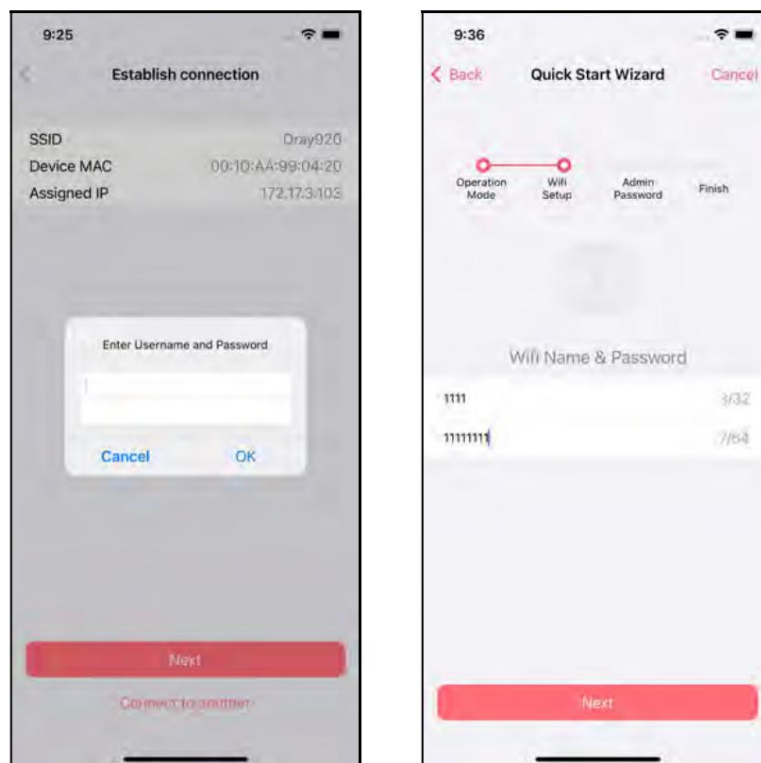 9:25
Establish connection
SSID Dray920
Device MAC 00:1D:AA:99:04:20
Assigned IP 172.17.3.103
Enter Username and Password
Cancel OK
Next
Connect to another
9:36
Back Quick Start Wizard Cancel
Operation Mode
Wifi Setup
Admin Password
Finish
Wifi Name & Password
1111 3/32
11111111 7/64
Next